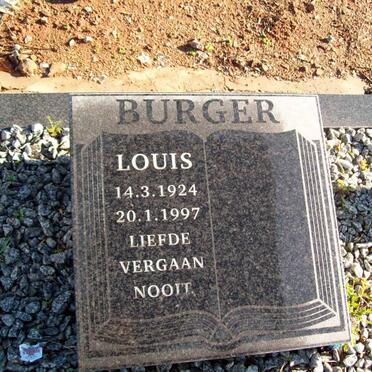 BURGER
LOUIS
14.3.1924
20.1.1997
LIEFDE
VERGAAN
NOOIT